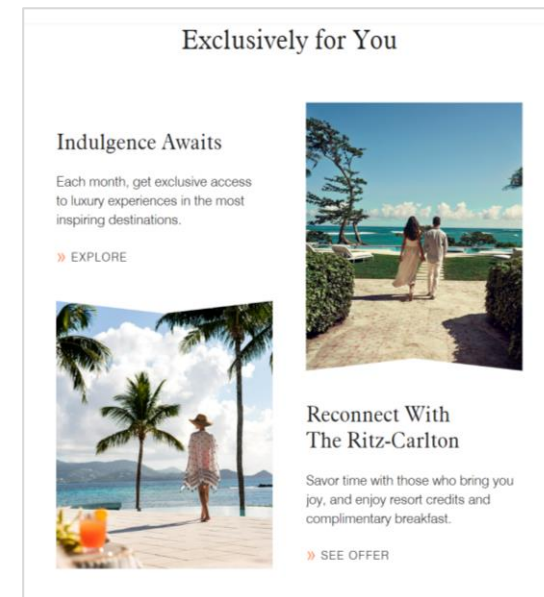 Exclusively for You
Indulgence Awaits
Each month, get exclusive access
to luxury experiences in the most
inspiring destinations.
» EXPLORE
Reconnect With
The Ritz-Carlton
Savor time with those who bring you
joy, and enjoy resort credits and
complimentary breakfast.
» SEE OFFER